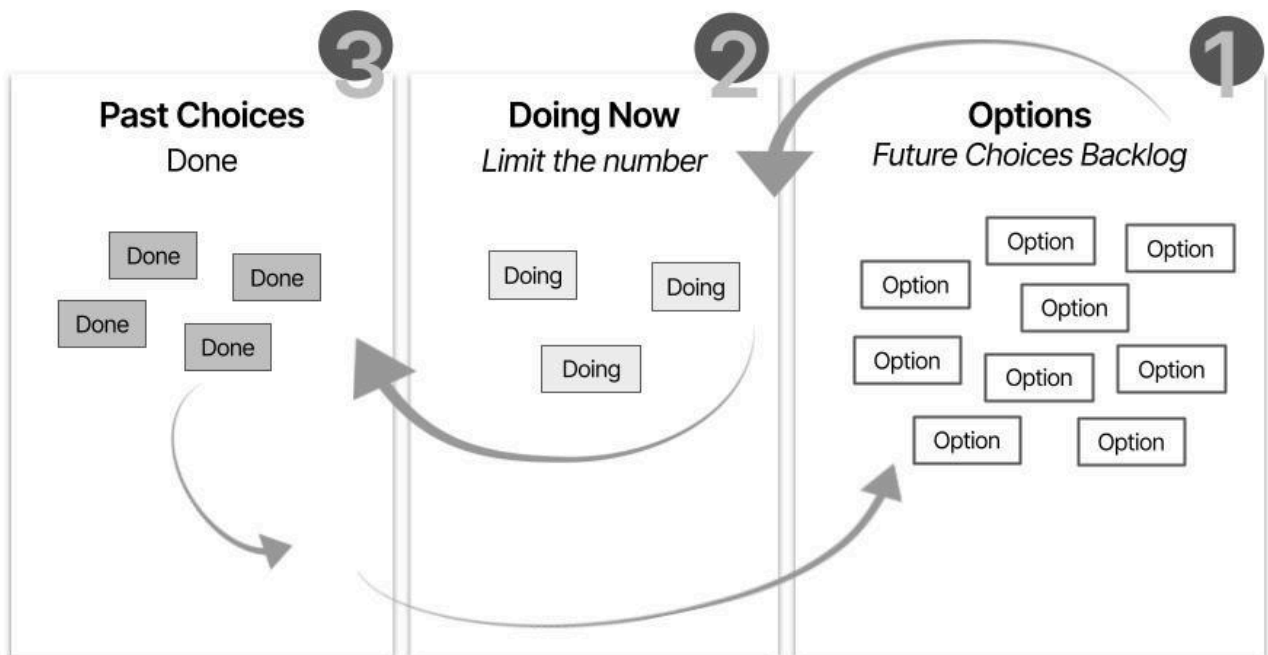 3
Past Choices
Done
Done
Done
Done
Done
2
Doing Now
Limit the number
Doing
Doing
Doing
1
Options
Future Choices Backlog
Option
Option
Option
Option
Option
Option
Option
Option
Option